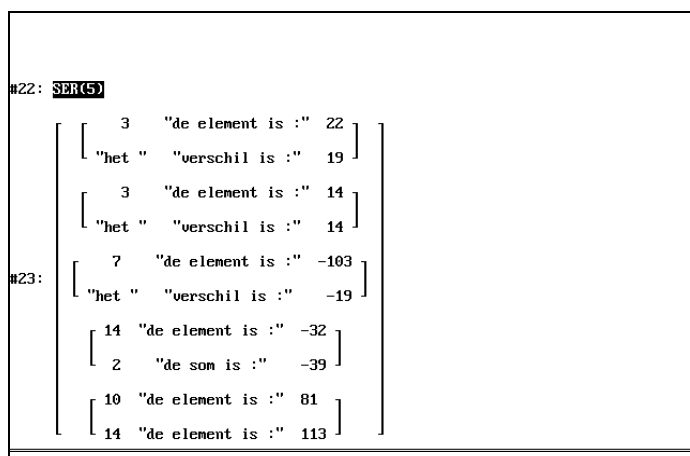 #22: SER(5)
3 "de element is :" 22
"het " "verschil is :" 19
3 "de element is :" 14
"het " "verschil is :" 14
7 "de element is :" -103
#23:
"het " "verschil is :" -19
14 "de element is :" -32
2 "de som is :" -39
10 "de element is :" 81
14 "de element is :" 113